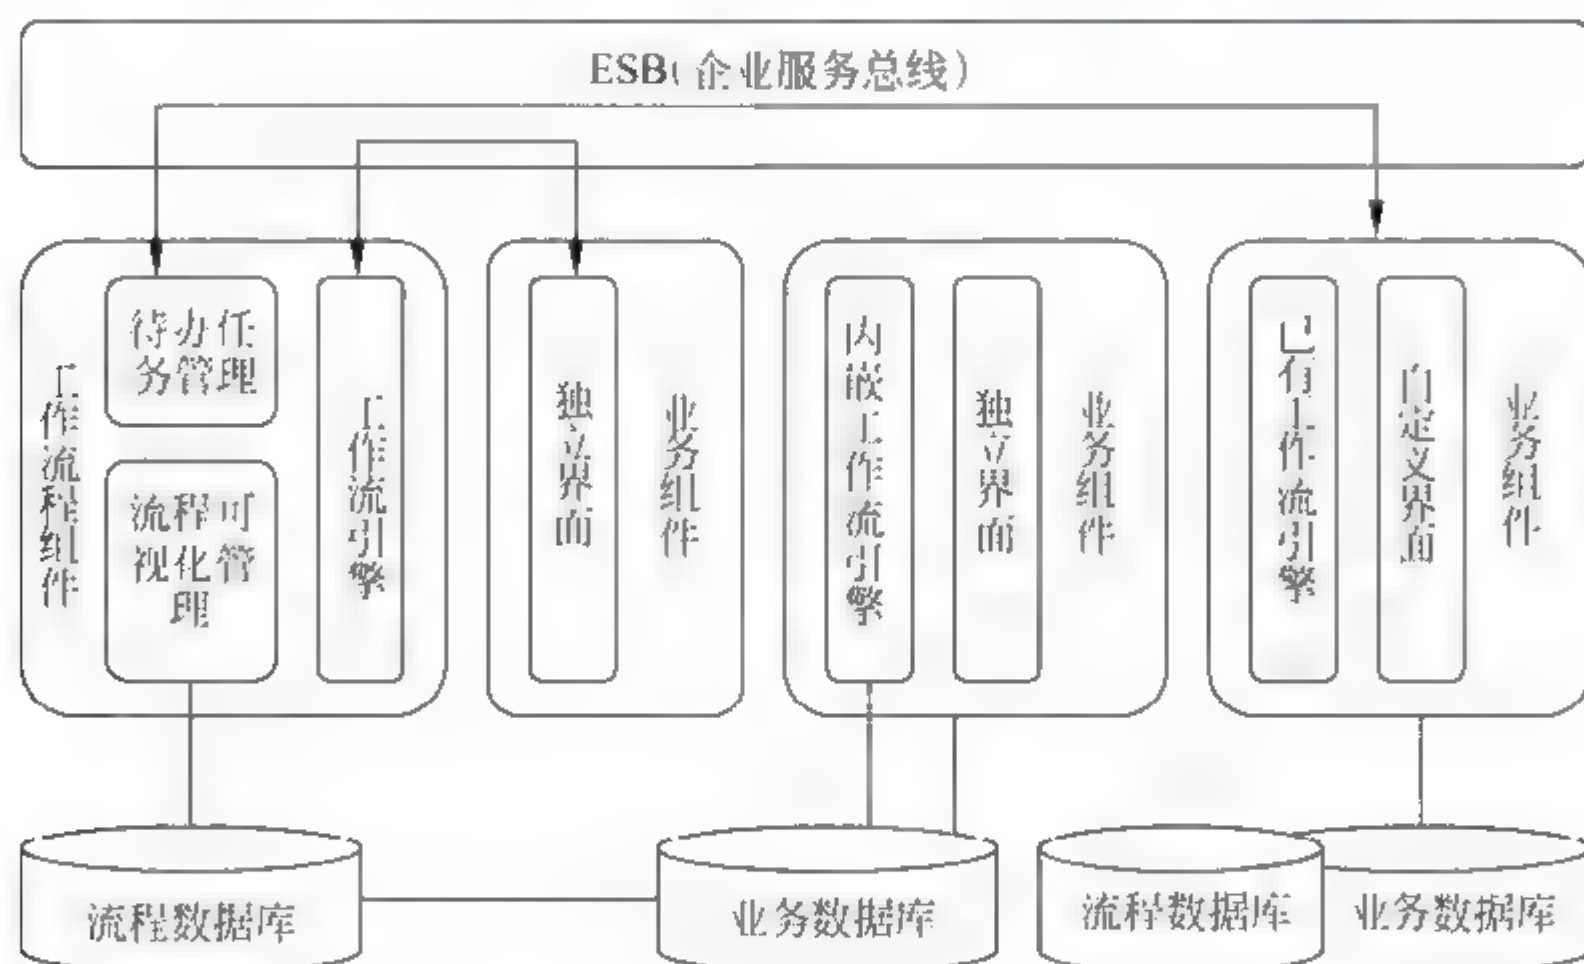 ESB(企业服务总线)
工作流程组件
待办任
务管理
流程可
视化管
理
工作流引擎
独立界面
业务组件
内嵌工作流引擎
独立界面
业务组件
已有工作流引擎
自定义界面
业务组件
流程数据库
业务数据库
流程数据库
业务数据库